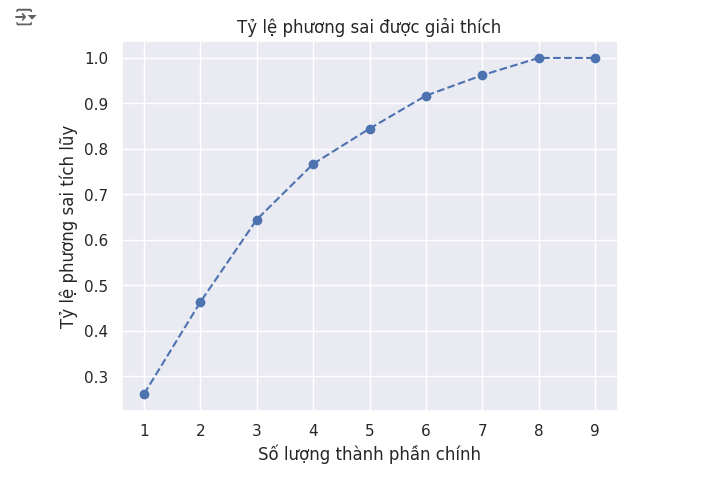 Tỷ lệ phương sai được giải thích
Tỷ lệ phương sai tích lũy
1.0
0.9
0.8
0.7
0.6
0.5
0.4
0.3
1 2 3 4 5 6 7 8 9
Số lượng thành phần chính